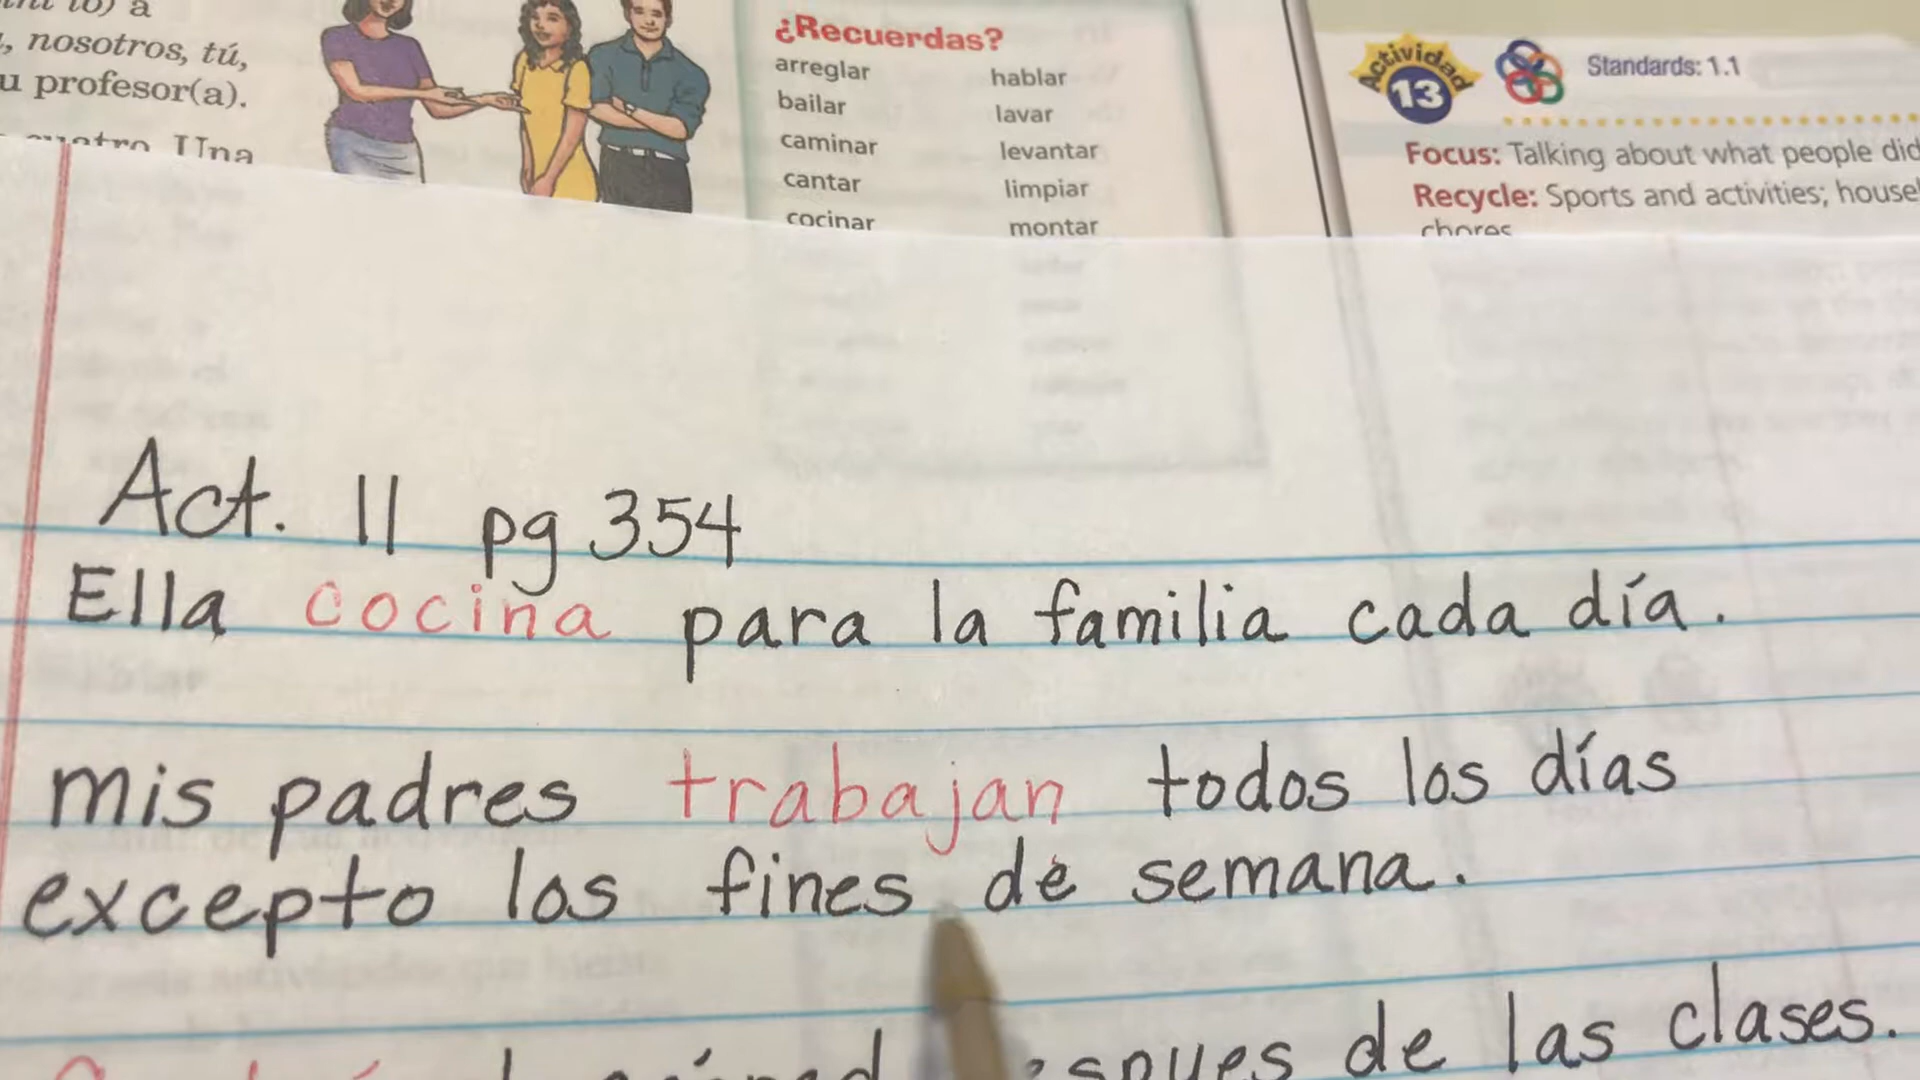 a
, nosotros, tú,
u profesor(a).
Una
¿Recuerdas?
arreglar
bailar
caminar
cantar
cocinar
hablar
lavar
levantar
limpiar
montar
Actividad
13
Standards: 1.1
Focus: Talking about what people did
Recycle: Sports and activities; house
chores
Act. 11 pg 354
Ella cocina para la familia cada día.
mis padres trabajan todos los días
excepto los fines de semana.
de las clases.